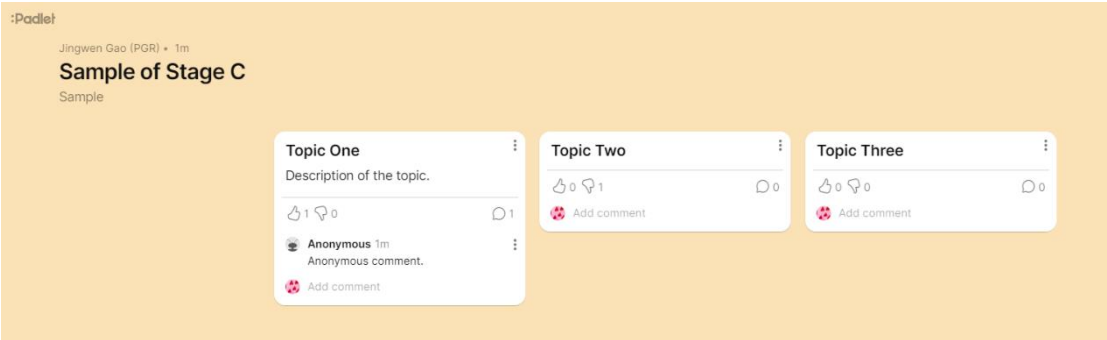 :Padlet
Jingwen Gao (PGR) • 1m
Sample of Stage C
Sample
Topic One
Description of the topic.
1 0 1
Anonymous 1m
Anonymous comment.
Add comment
Topic Two
0 1 0
Add comment
Topic Three
0 0 0
Add comment